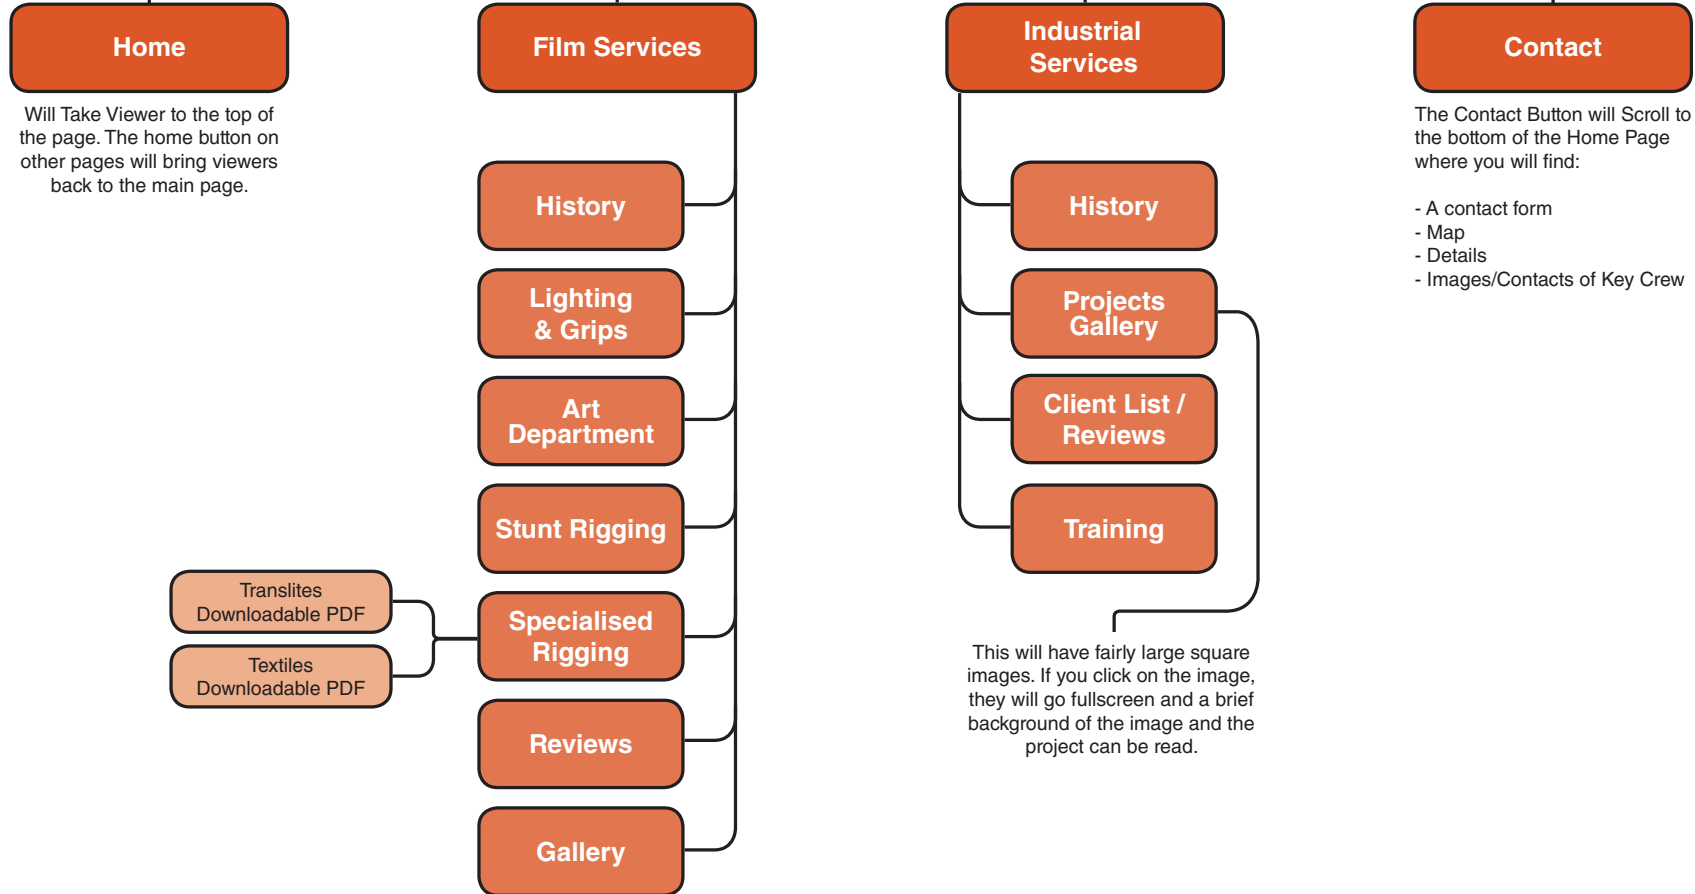 Home
Will Take Viewer to the top of
the page. The home button on
other pages will bring viewers
back to the main page.
Film Services
History
Lighting
& Grips
Art
Department
Stunt Rigging
Specialised
Rigging
Translites
Downloadable PDF
Textiles
Downloadable PDF
Reviews
Gallery
Industrial
Services
History
Projects
Gallery
Client List /
Reviews
Training
This will have fairly large square
images. If you click on the image,
they will go fullscreen and a brief
background of the image and the
project can be read.
Contact
The Contact Button will Scroll to
the bottom of the Home Page
where you will find:
- A contact form
- Map
- Details
- Images/Contacts of Key Crew